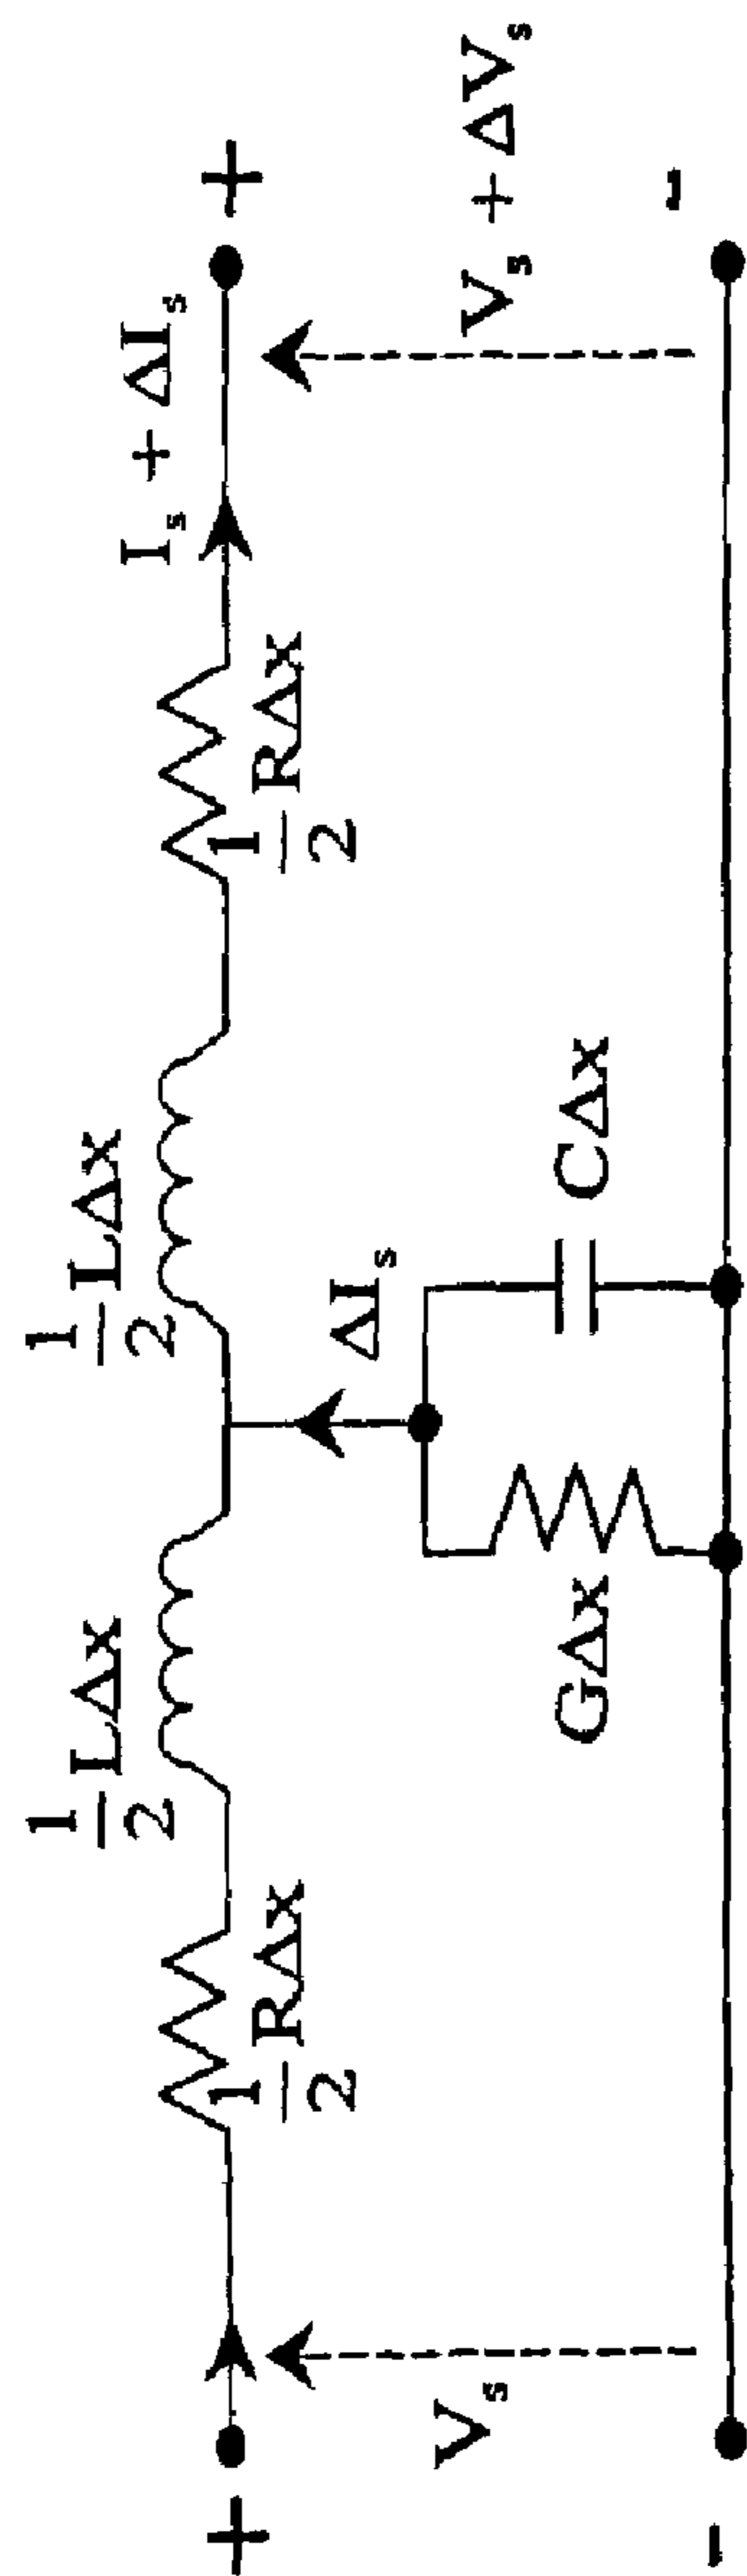 +
V_s
-
1/2 RΔx
1/2 LΔx
GΔx
CΔx
ΔI_s
1/2 LΔx
1/2 RΔx
I_s + ΔI_s
+
V_s + ΔV_s
-